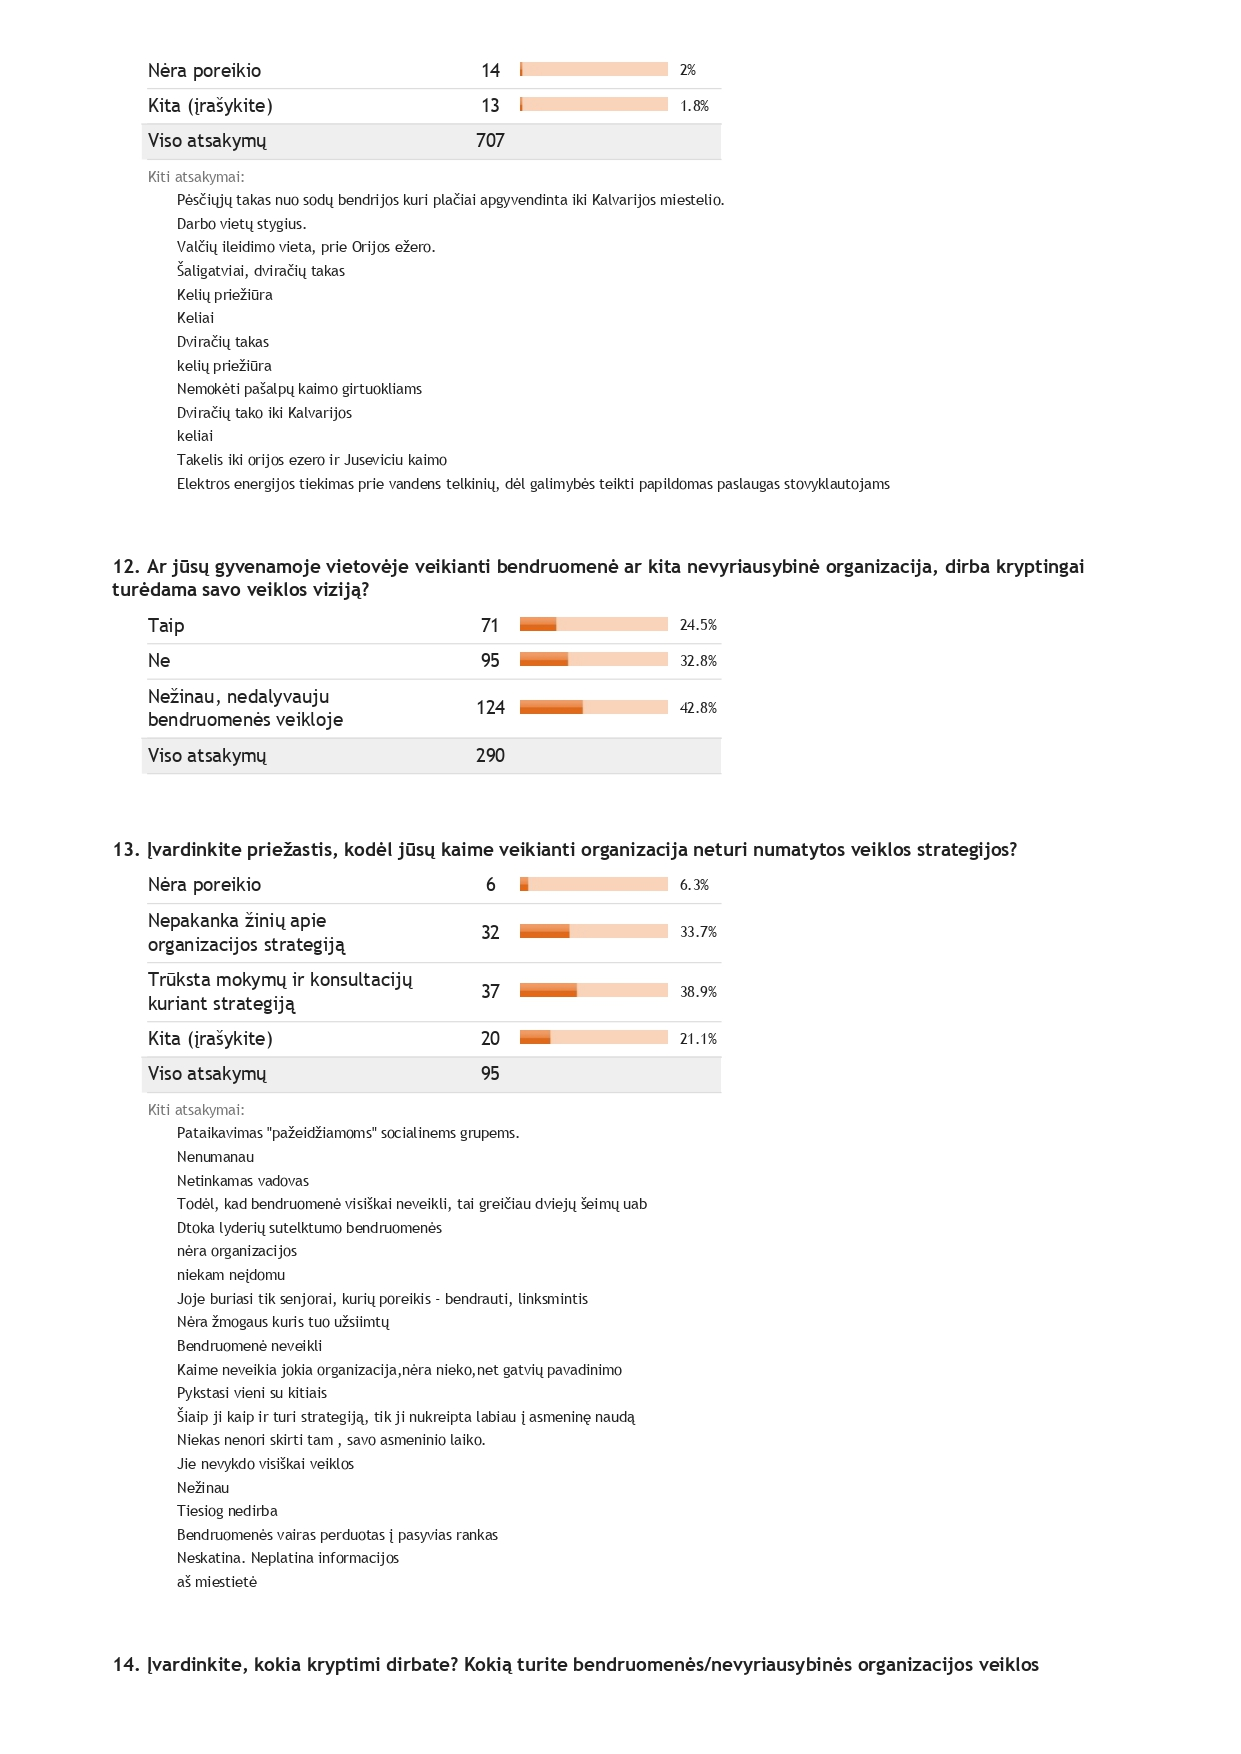 Nėra poreikio 14 2%
Kita (įrašykite) 13 1.8%
Viso atsakymų 707
Kiti atsakymai:
Pėsčiųjų takas nuo sodų bendrijos kuri plačiai apgyvendinta iki Kalvarijos miestelio.
Darbo vietų stygius.
Valčių ileidimo vieta, prie Orijos ežero.
Šaligatviai, dviračių takas
Kelių priežiūra
Keliai
Dviračių takas
kelių priežiūra
Nemokėti pašalpų kaimo girtuokliams
Dviračių tako iki Kalvarijos
keliai
Takelis iki orijos ezero ir Juseviciu kaimo
Elektros energijos tiekimas prie vandens telkinių, dėl galimybės teikti papildomas paslaugas stovyklautojams
12. Ar jūsų gyvenamoje vietovėje veikianti bendruomenė ar kita nevyriausybinė organizacija, dirba kryptingai
turėdama savo veiklos viziją?
Taip 71 24.5%
Ne 95 32.8%
Nežinau, nedalyvauju
bendruomenės veikloje 124 42.8%
Viso atsakymų 290
13. Įvardinkite priežastis, kodėl jūsų kaime veikianti organizacija neturi numatytos veiklos strategijos?
Nėra poreikio 6 6.3%
Nepakanka žinių apie
organizacijos strategiją 32 33.7%
Trūksta mokymų ir konsultacijų
kuriant strategiją 37 38.9%
Kita (įrašykite) 20 21.1%
Viso atsakymų 95
Kiti atsakymai:
Pataikavimas "pažeidžiamoms" socialinems grupems.
Nenumanau
Netinkamas vadovas
Todėl, kad bendruomenė visiškai neveikli, tai greičiau dviejų šeimų uab
Dtoka lyderių sutelktumo bendruomenės
nėra organizacijos
niekam neįdomu
Joje buriasi tik senjorai, kurių poreikis - bendrauti, linksmintis
Nėra žmogaus kuris tuo užsiimtų
Bendruomenė neveikli
Kaime neveikia jokia organizacija,nėra nieko,net gatvių pavadinimo
Pykstasi vieni su kitiais
Šiaip ji kaip ir turi strategiją, tik ji nukreipta labiau į asmeninę naudą
Niekas nenori skirti tam , savo asmeninio laiko.
Jie nevykdo visiškai veiklos
Nežinau
Tiesiog nedirba
Bendruomenės vairas perduotas į pasyvias rankas
Neskatina. Neplatina informacijos
aš miestietė
14. Įvardinkite, kokia kryptimi dirbate? Kokią turite bendruomenės/nevyriausybinės organizacijos veiklos